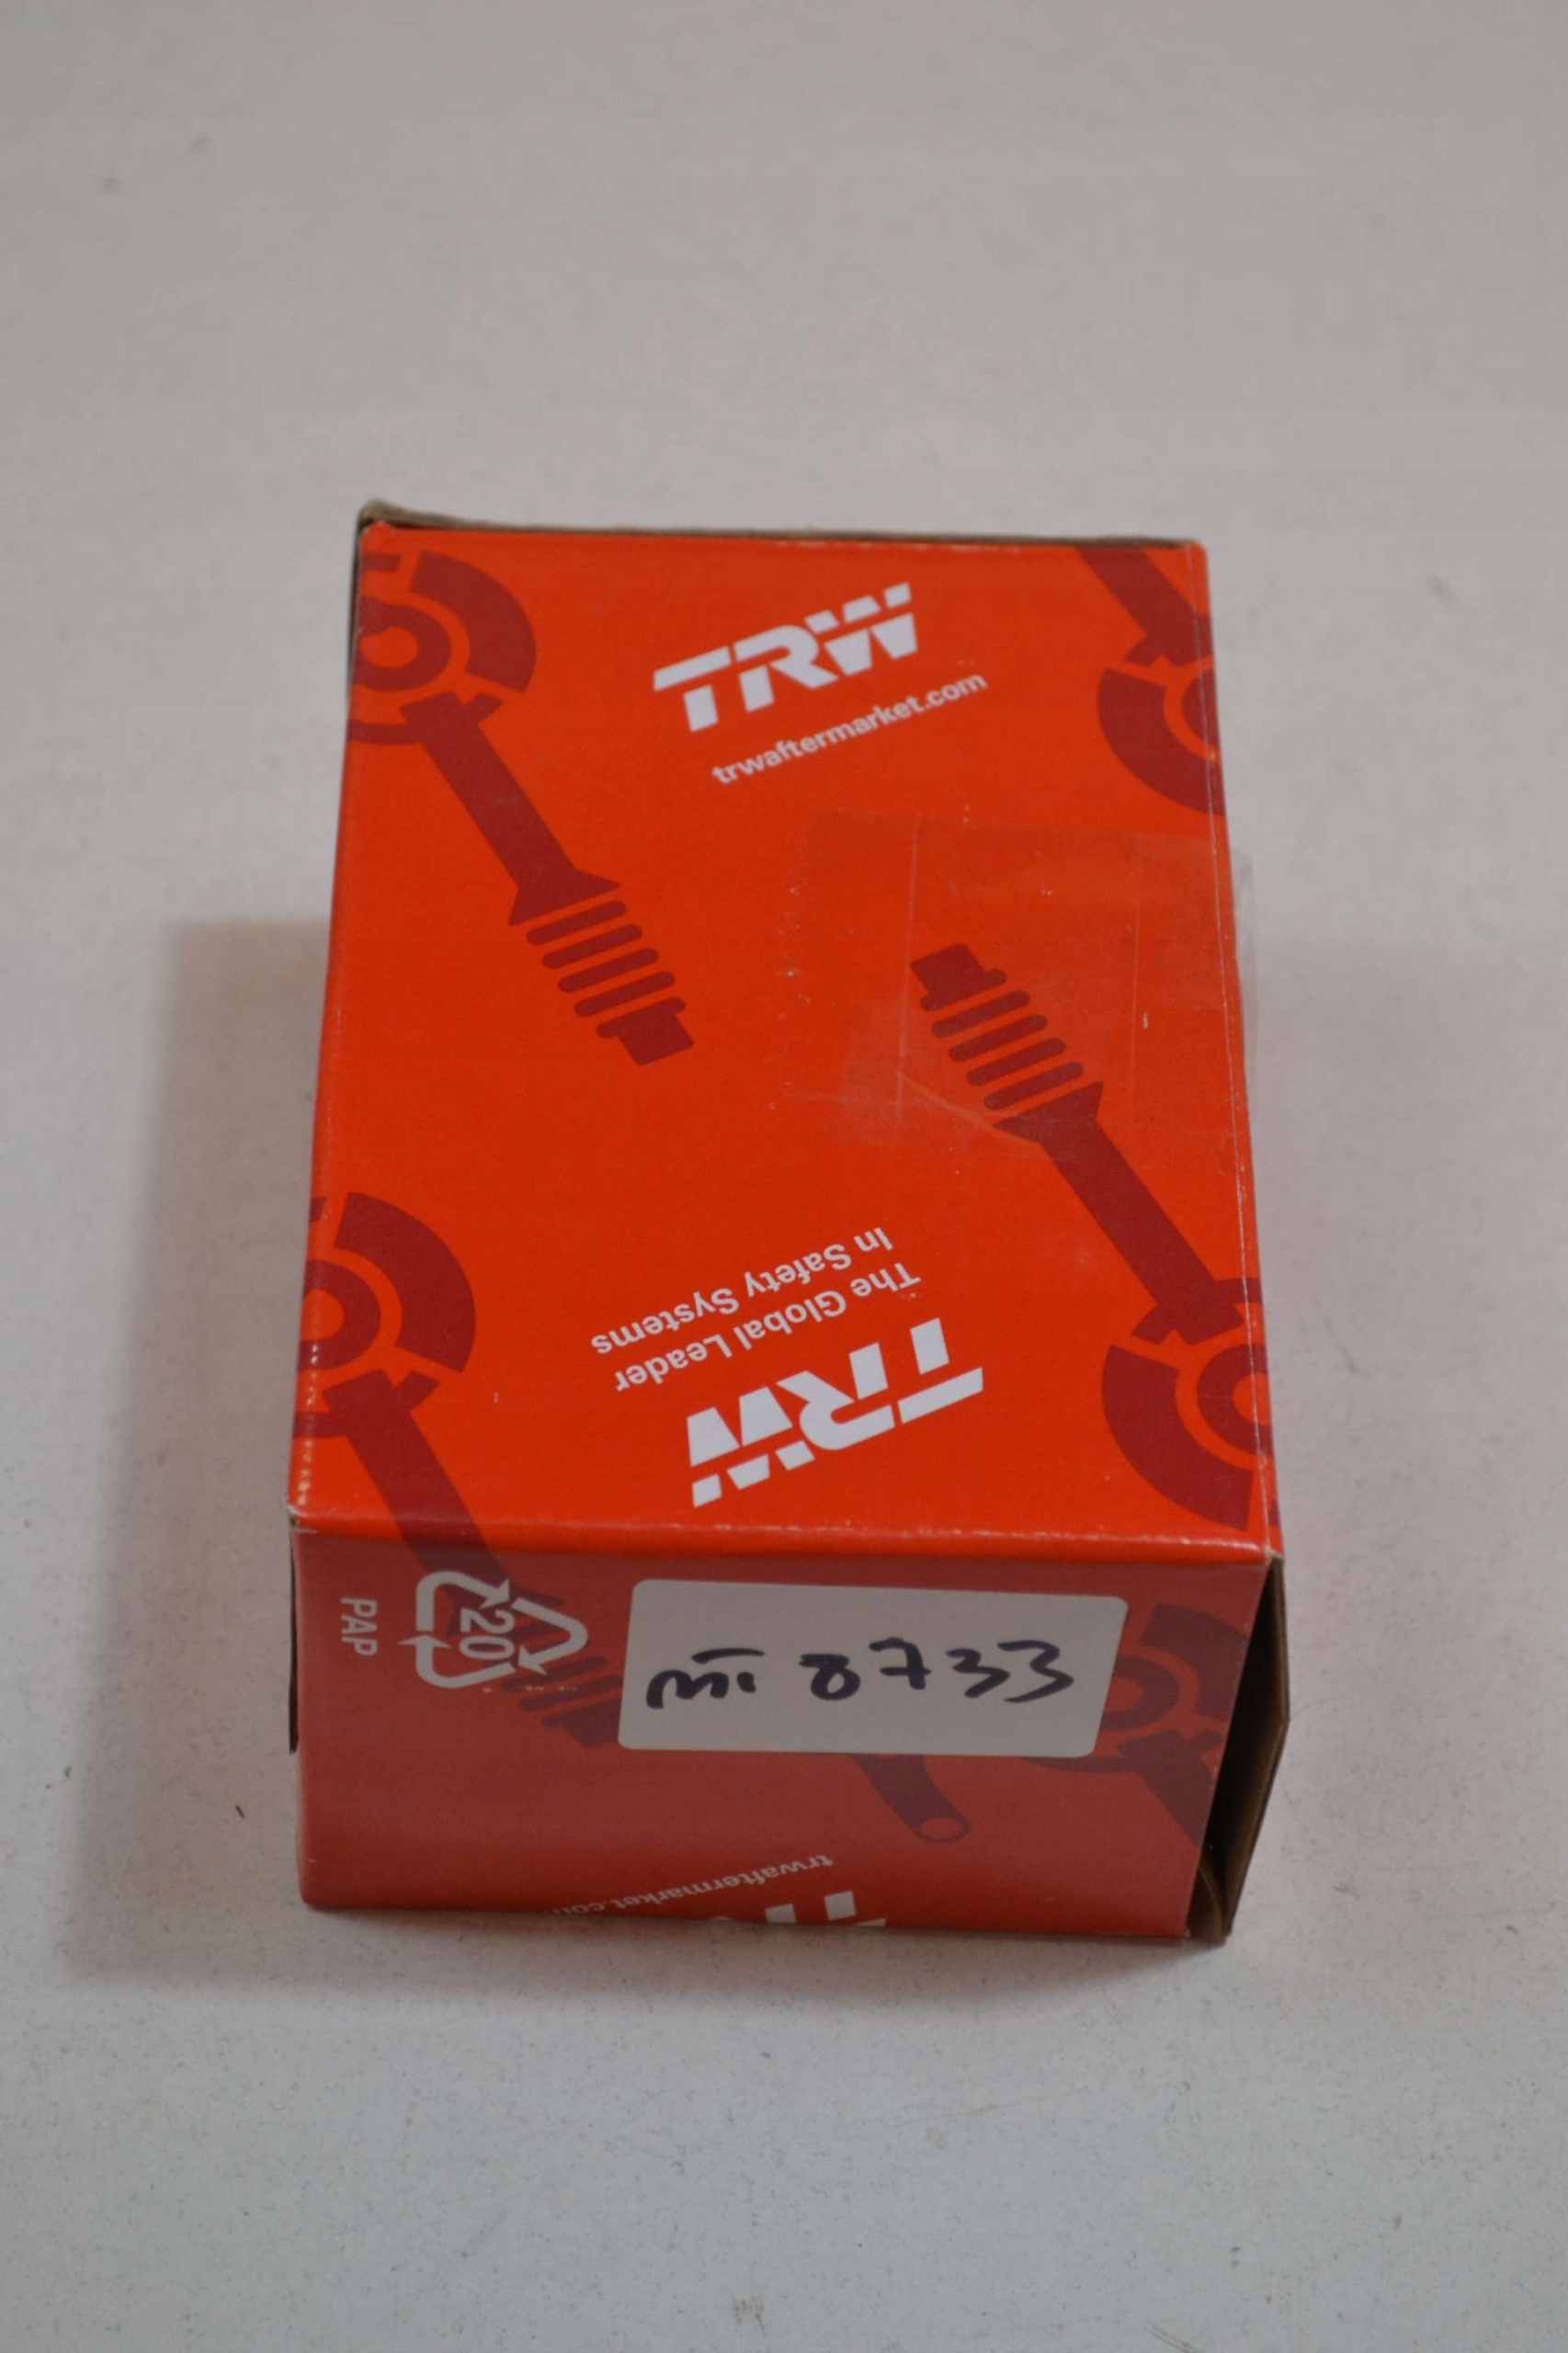 TRW
trwaftermarket.com
TRW
The Global Leader
In Safety Systems
PAP
20
mi 8733
trwaftermarket.com